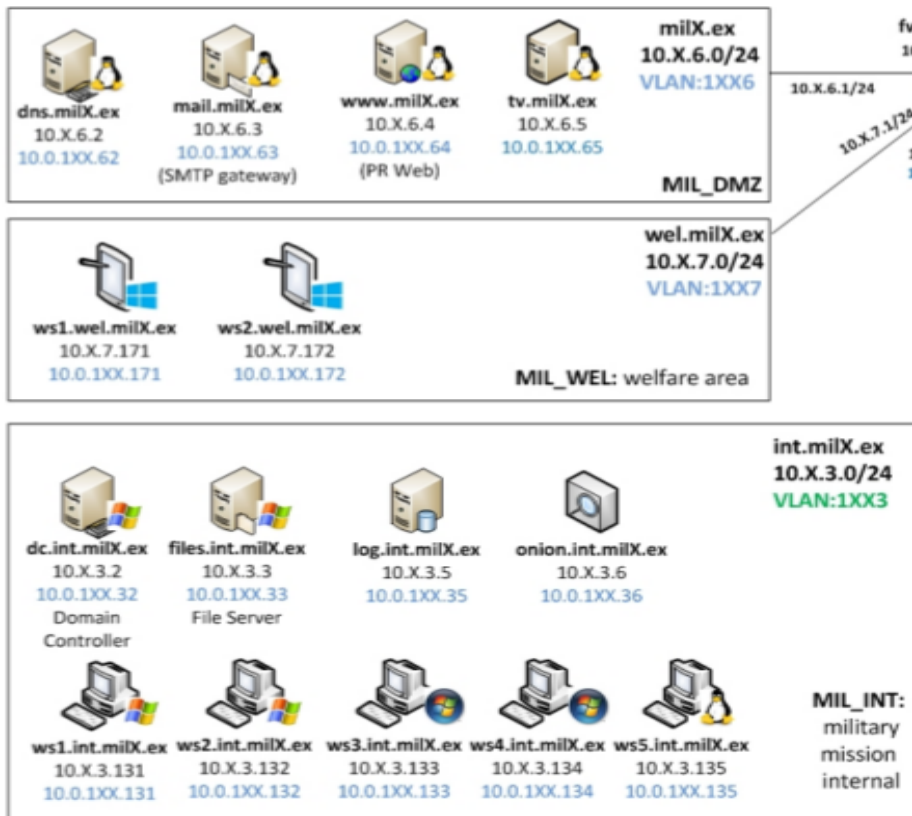 milX.ex
10.X.6.0/24
VLAN:1XX6
dns.milX.ex
10.X.6.2
10.0.1XX.62
mail.milX.ex
10.X.6.3
10.0.1XX.63
(SMTP gateway)
www.milX.ex
10.X.6.4
10.0.1XX.64
(PR Web)
tv.milX.ex
10.X.6.5
10.0.1XX.65
MIL_DMZ
10.X.6.1/24
10.X.7.1/24
wel.milX.ex
10.X.7.0/24
VLAN:1XX7
ws1.wel.milX.ex
10.X.7.171
10.0.1XX.171
ws2.wel.milX.ex
10.X.7.172
10.0.1XX.172
MIL_WEL: welfare area
int.milX.ex
10.X.3.0/24
VLAN:1XX3
dc.int.milX.ex
10.X.3.2
10.0.1XX.32
Domain
Controller
files.int.milX.ex
10.X.3.3
10.0.1XX.33
File Server
log.int.milX.ex
10.X.3.5
10.0.1XX.35
onion.int.milX.ex
10.X.3.6
10.0.1XX.36
ws1.int.milX.ex
10.X.3.131
10.0.1XX.131
ws2.int.milX.ex
10.X.3.132
10.0.1XX.132
ws3.int.milX.ex
10.X.3.133
10.0.1XX.133
ws4.int.milX.ex
10.X.3.134
10.0.1XX.134
ws5.int.milX.ex
10.X.3.135
10.0.1XX.135
MIL_INT:
military
mission
internal